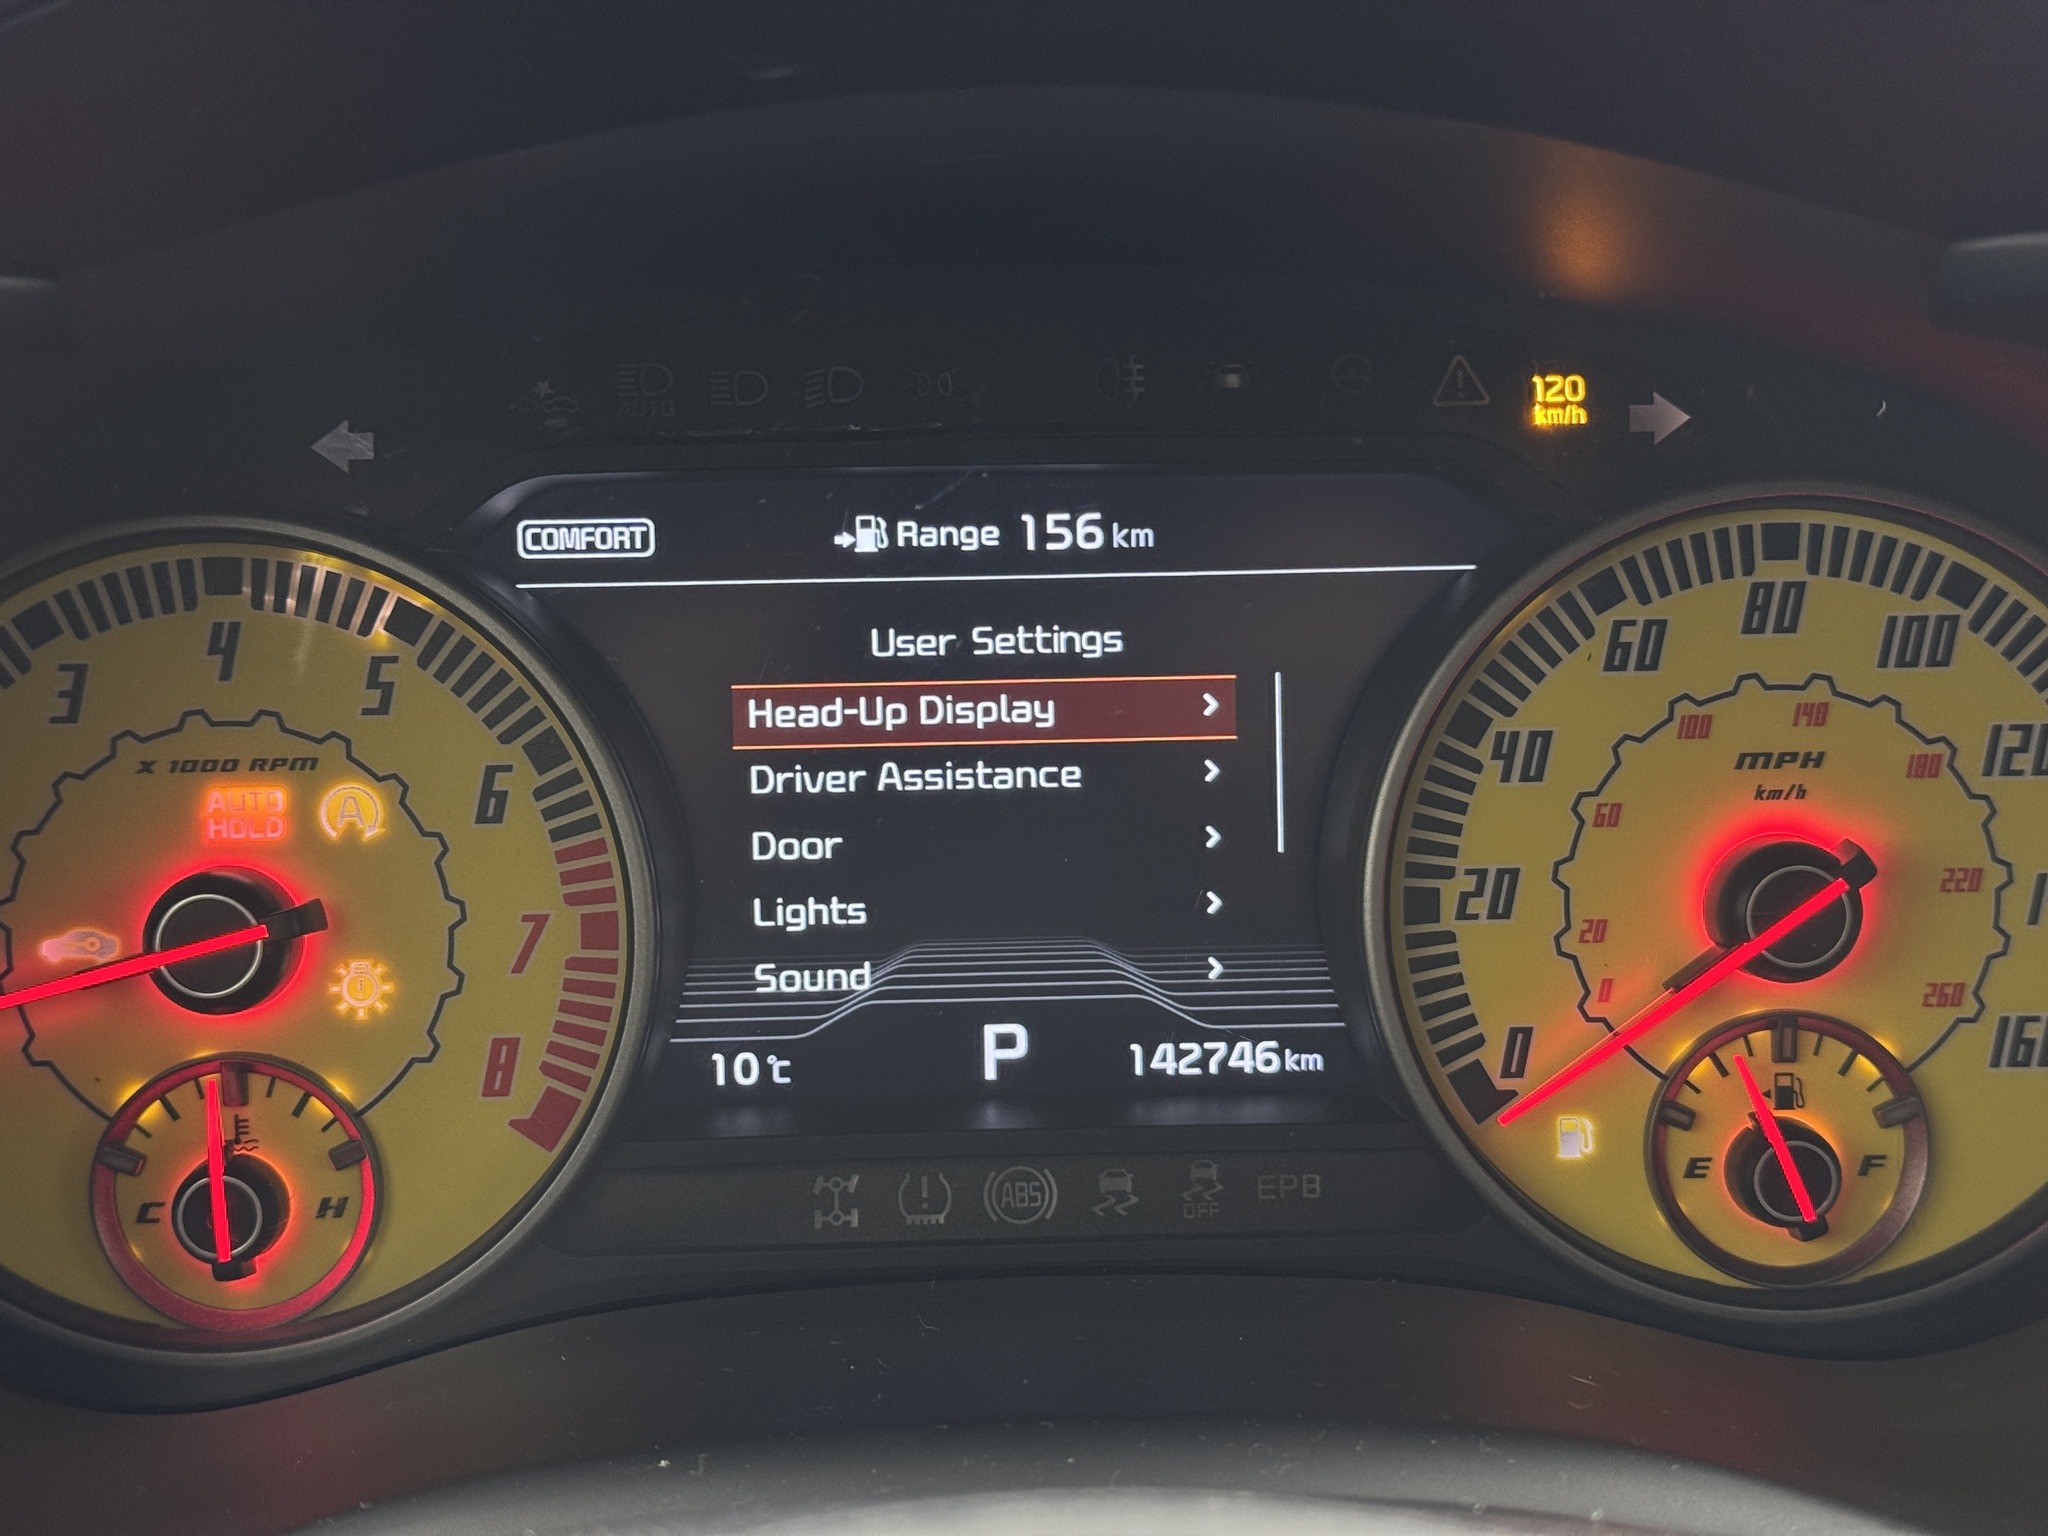 AUTO
120
km/h
COMFORT
Range 156 km
User Settings
Head-Up Display
Driver Assistance
Door
Lights
Sound
10°C
P
142746 km
3
4
5
6
7
8
x 1000 RPM
AUTO
HOLD
A
C
H
0
20
40
60
80
100
120
160
MPH
km/h
0
20
60
100
140
180
220
260
E
F
ABS
OFF
EPB